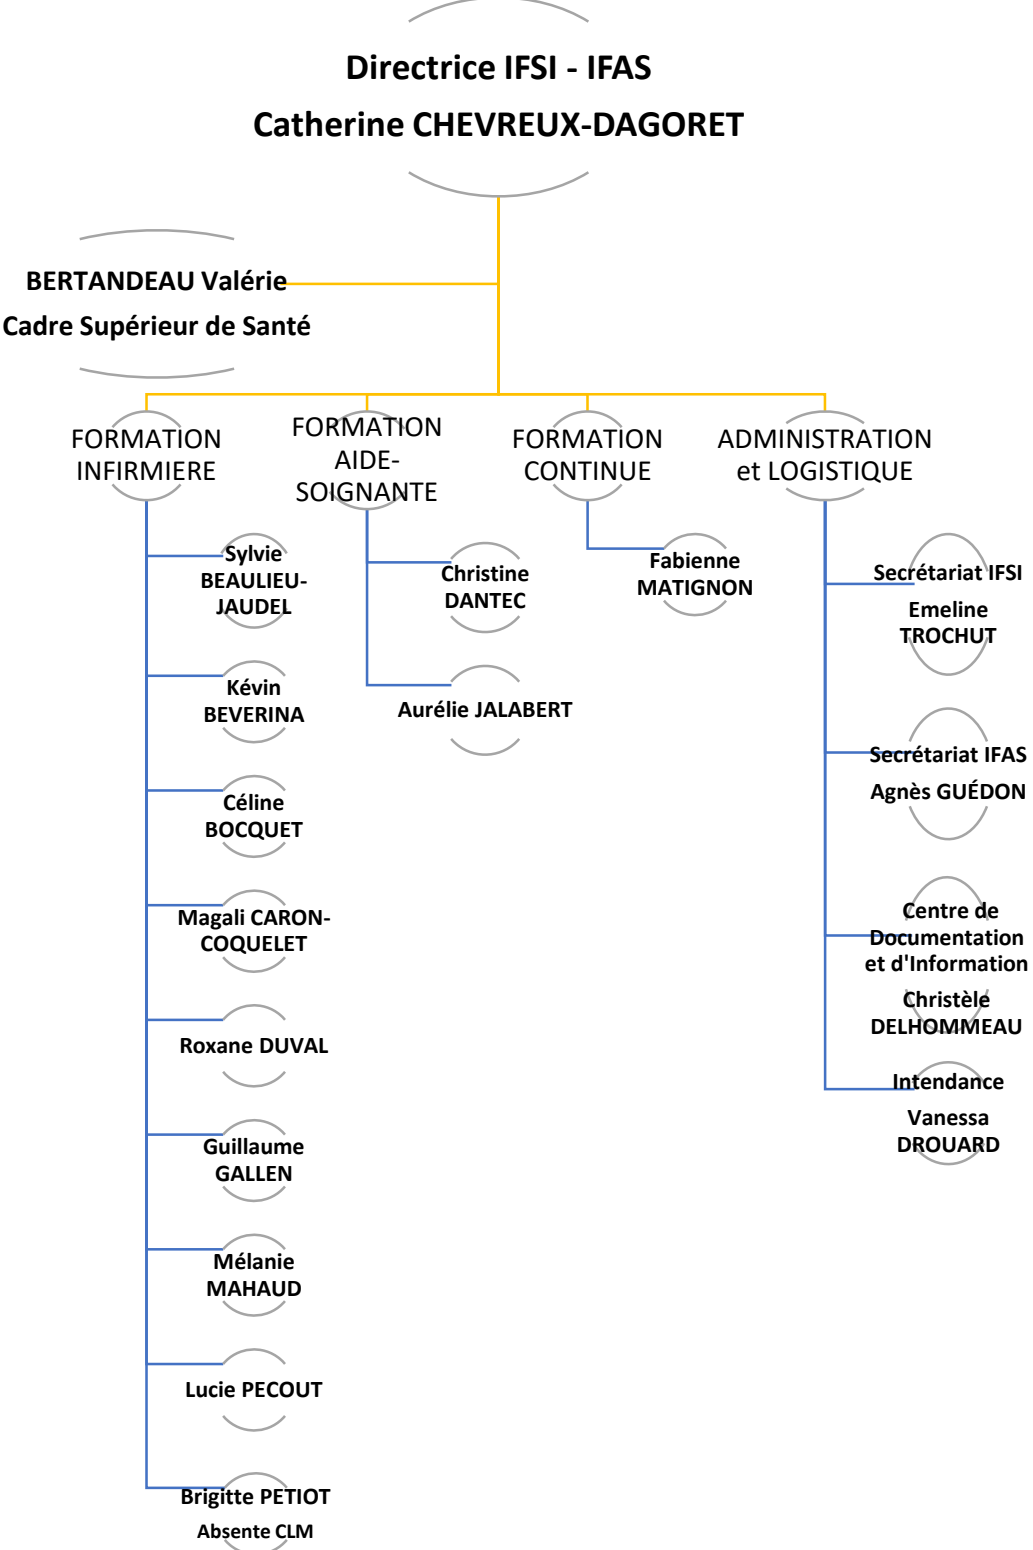 Directrice IFSI - IFAS
Catherine CHEVREUX-DAGORET
BERTANDEAU Valérie
Cadre Supérieur de Santé
FORMATION
INFIRMIERE
Sylvie
BEAULIEU-
JAUDEL
Kévin
BEVERINA
Céline
BOCQUET
Magali CARON-
COQUELET
Roxane DUVAL
Guillaume
GALLEN
Mélanie
MAHAUD
Lucie PECOUT
Brigitte PETIOT
Absente CLM
FORMATION
AIDE-
SOIGNANTE
Christine
DANTEC
Aurélie JALABERT
FORMATION
CONTINUE
Fabienne
MATIGNON
ADMINISTRATION
et LOGISTIQUE
Secrétariat IFSI
Emeline
TROCHUT
Secrétariat IFAS
Agnès GUÉDON
Centre de
Documentation
et d'Information
Christèle
DELHOMMEAU
Intendance
Vanessa
DROUARD